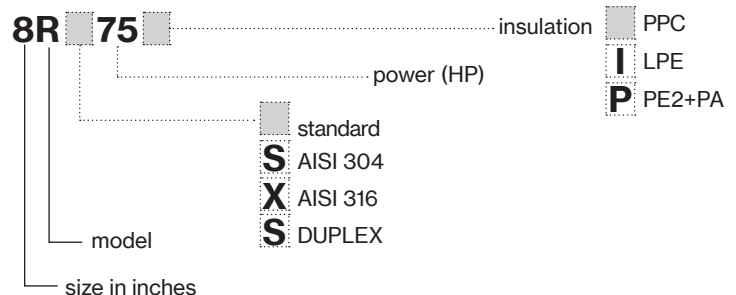 8R 75
insulation
PPC
I LPE
P PE2+PA
power (HP)
standard
S AISI 304
X AISI 316
S DUPLEX
model
size in inches